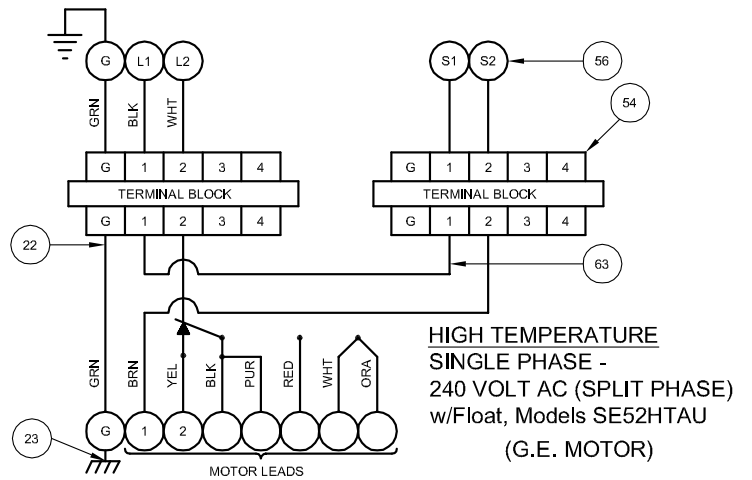 G L1 L2 S1 S2 56
54
GRN BLK WHT
G 1 2 3 4 G 1 2 3 4
TERMINAL BLOCK TERMINAL BLOCK
G 1 2 3 4 G 1 2 3 4
22 63
HIGH TEMPERATURE
SINGLE PHASE -
240 VOLT AC (SPLIT PHASE)
w/Float, Models SE52HTAU
(G.E. MOTOR)
GRN BRN YEL BLK PUR RED WHT ORA
G 1 2
23
MOTOR LEADS